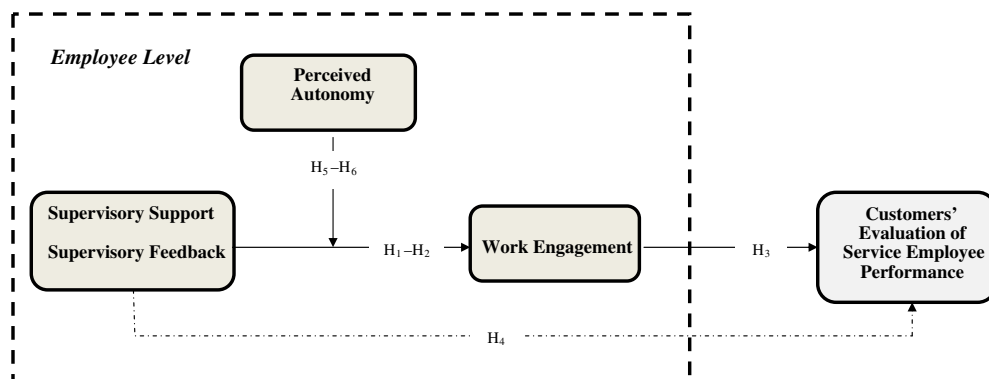 Employee Level
Perceived
Autonomy
H₅–H₆
Supervisory Support
Supervisory Feedback
H₁–H₂
Work Engagement
H₃
Customers’
Evaluation of
Service Employee
Performance
H₄